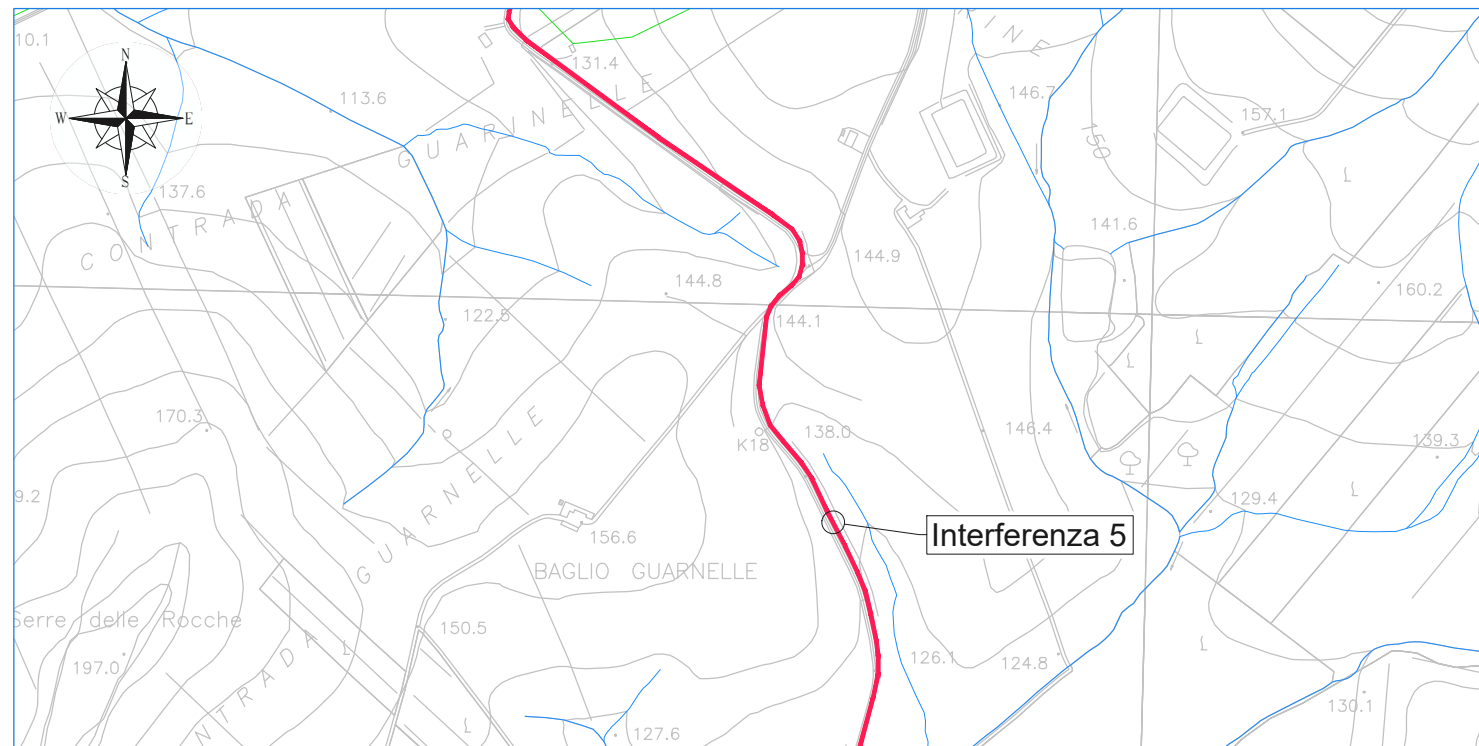 10.1
N
W
E
S
131.4
113.6
GUARNELLE
INE
146.7
150
157.1
137.6
CONTRADA
141.6
144.8
144.9
160.2
122.5
144.1
170.3
K18
138.0
146.4
139.3
GUARNELLE
9.2
129.4
156.6
Interferenza 5
BAGLIO GUARNELLE
Serre delle Rocche
150.5
197.0
126.1
124.8
NTRADA
130.1
127.6